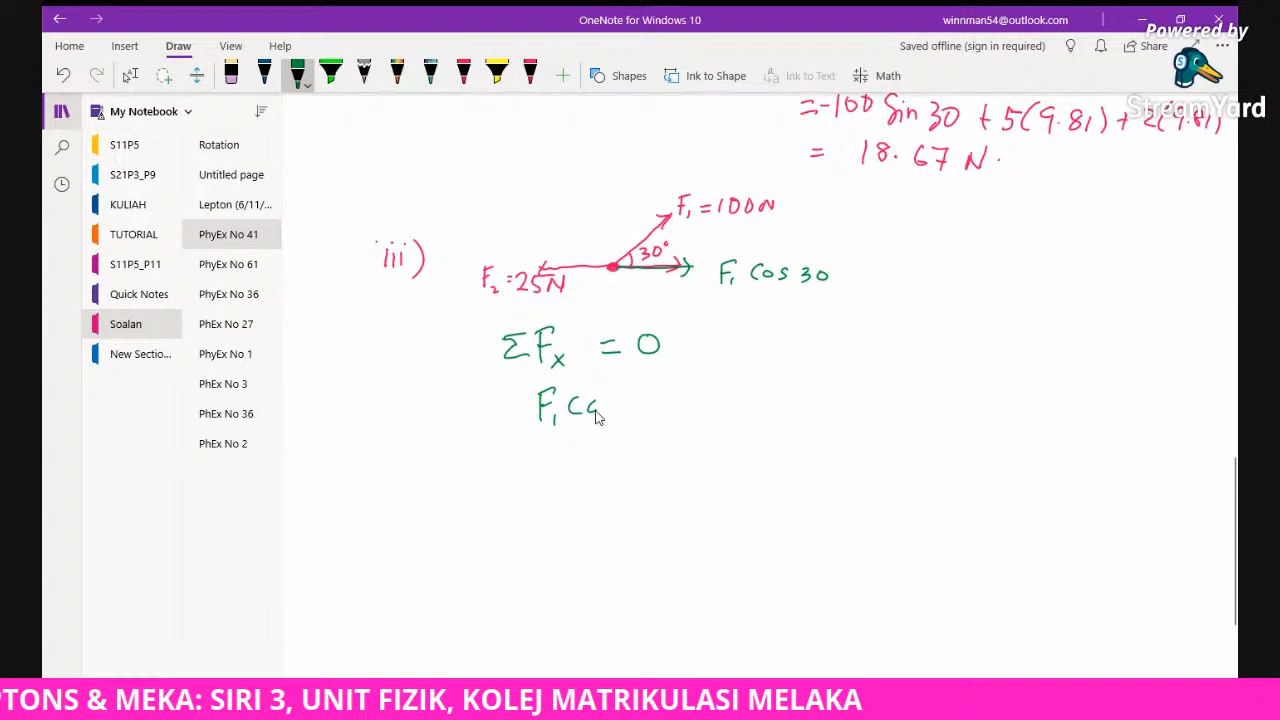 OneNote for Windows 10
winnman54@outlook.com
Powered by
StreamYard
Home Insert Draw View Help
Saved offline (sign in required)
Share
Shapes
Ink to Shape
Ink to Text
Math
My Notebook
S11P5
S21P3_P9
KULIAH
TUTORIAL
S11P5_P11
Quick Notes
Soalan
New Sectio...
Rotation
Untitled page
Lepton (6/11/...
PhyEx No 41
PhyEx No 61
PhyEx No 36
PhEx No 27
PhyEx No 1
PhEx No 3
PhEx No 36
PhEx No 2
= -100 Sin 30 + 5(9.81) + 2(9.81)
= 18.67 N.
iii)
F₁ = 100N
30°
F₂ = 25N
F₁ cos 30
ΣFₓ = 0
F₁ co
PTONS & MEKA: SIRI 3, UNIT FIZIK, KOLEJ MATRIKULASI MELAKA